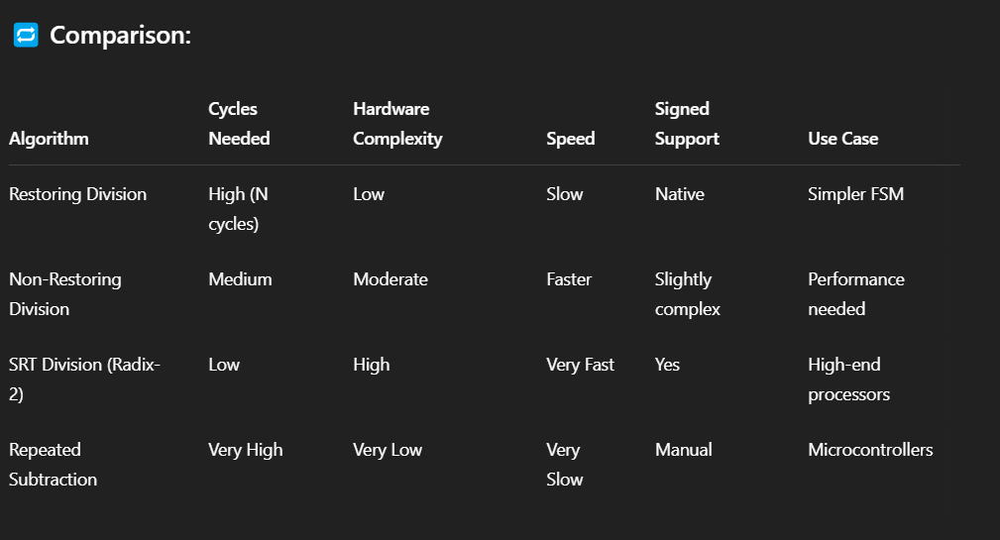 Comparison:
Cycles Hardware Signed
Algorithm Needed Complexity Speed Support Use Case
Restoring Division High (N Low Slow Native Simpler FSM
cycles)
Non-Restoring Medium Moderate Faster Slightly Performance
Division complex needed
SRT Division (Radix- Low High Very Fast Yes High-end
2) processors
Repeated Very High Very Low Very Manual Microcontrollers
Subtraction Slow